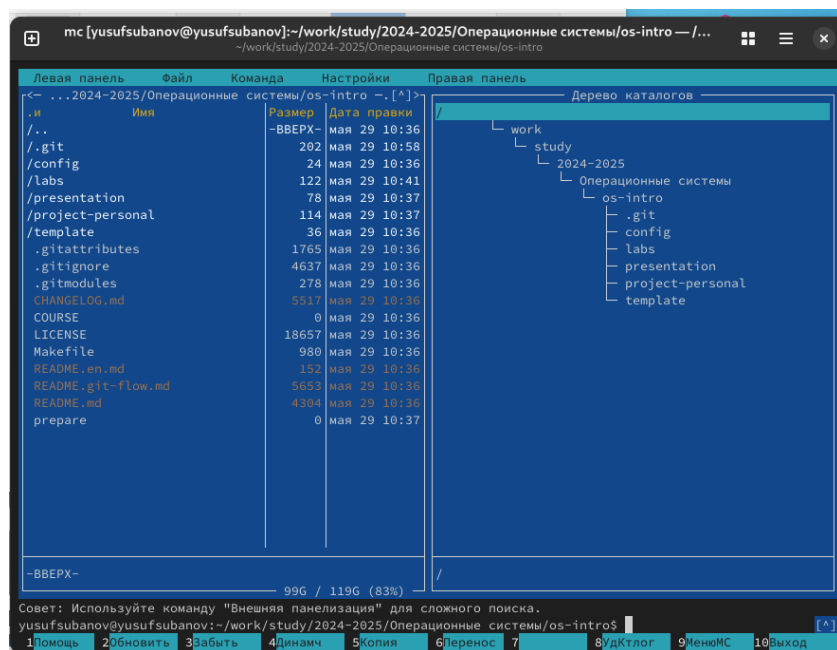 mc [yusufsubanov@yusufsubanov]:~/work/study/2024-2025/Операционные системы/os-intro — /...
~/work/study/2024-2025/Операционные системы/os-intro
Левая панель Файл Команда Настройки Правая панель
<— ...2024-2025/Операционные системы/os-intro —.[^]>
Дерево каталогов
.и Имя Размер Дата правки
/
/.. -ВВЕРХ- мая 29 10:36
work
/.git 202 мая 29 10:58
study
/config 24 мая 29 10:36
2024-2025
/labs 122 мая 29 10:41
Операционные системы
/presentation 78 мая 29 10:37
os-intro
/project-personal 114 мая 29 10:37
.git
/template 36 мая 29 10:36
config
.gitattributes 1765 мая 29 10:36
labs
.gitignore 4637 мая 29 10:36
presentation
.gitmodules 278 мая 29 10:36
project-personal
CHANGELOG.md 5517 мая 29 10:36
template
COURSE 0 мая 29 10:36
LICENSE 18657 мая 29 10:36
Makefile 980 мая 29 10:36
README.en.md 152 мая 29 10:36
README.git-flow.md 5653 мая 29 10:36
README.md 4304 мая 29 10:36
prepare 0 мая 29 10:37
-ВВЕРХ-
/
99G / 119G (83%)
Совет: Используйте команду "Внешняя панелизация" для сложного поиска.
yusufsubanov@yusufsubanov:~/work/study/2024-2025/Операционные системы/os-intro$ [^]
1Помощь 2Обновить 3Забыть 4Динамч 5Копия 6Перенос 7 8УдКтлог 9МенюMC 10Выход